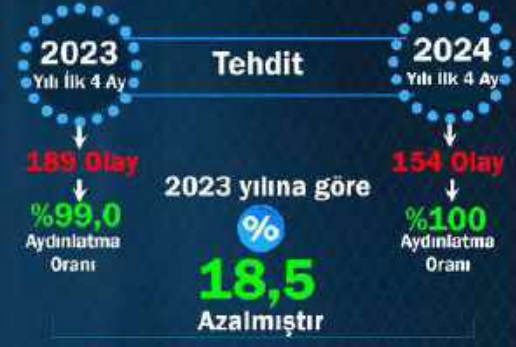 2023
Yılı İlk 4 Ay
Tehdit
2024
Yılı İlk 4 Ay
189 Olay
154 Olay
%99,0
Aydınlatma
Oranı
2023 yılına göre
%
18,5
Azalmıştır
%100
Aydınlatma
Oranı